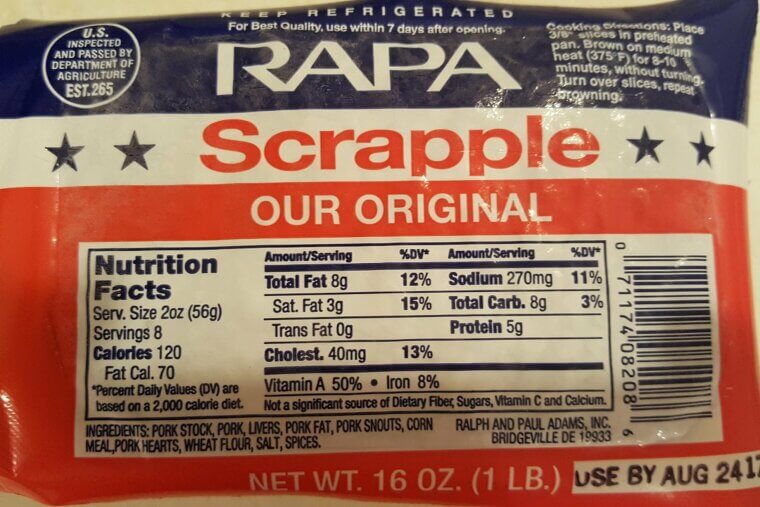 KEEP REFRIGERATED
For Best Quality, use within 7 days after opening.
U.S.
INSPECTED
AND PASSED BY
DEPARTMENT OF
AGRICULTURE
EST.265
RAPA
Cooking Directions: Place
3/8" slices in preheated
pan. Brown on medium
heat (375°F) for 8-10
minutes, without turning.
Turn over slices, repeat
browning.
Scrapple
OUR ORIGINAL
Nutrition
Facts
Serv. Size 2oz (56g)
Servings 8
Calories 120
Fat Cal. 70
*Percent Daily Values (DV) are
based on a 2,000 calorie diet.
Amount/Serving %DV* Amount/Serving %DV*
Total Fat 8g 12% Sodium 270mg 11%
Sat. Fat 3g 15% Total Carb. 8g 3%
Trans Fat 0g Protein 5g
Cholest. 40mg 13%
Vitamin A 50% • Iron 8%
Not a significant source of Dietary Fiber, Sugars, Vitamin C and Calcium.
0 71174 08208 6
INGREDIENTS: PORK STOCK, PORK, LIVERS, PORK FAT, PORK SNOUTS, CORN
MEAL,PORK HEARTS, WHEAT FLOUR, SALT, SPICES.
RALPH AND PAUL ADAMS, INC.
BRIDGEVILLE DE 19933
NET WT. 16 OZ. (1 LB.)
USE BY AUG 24 17